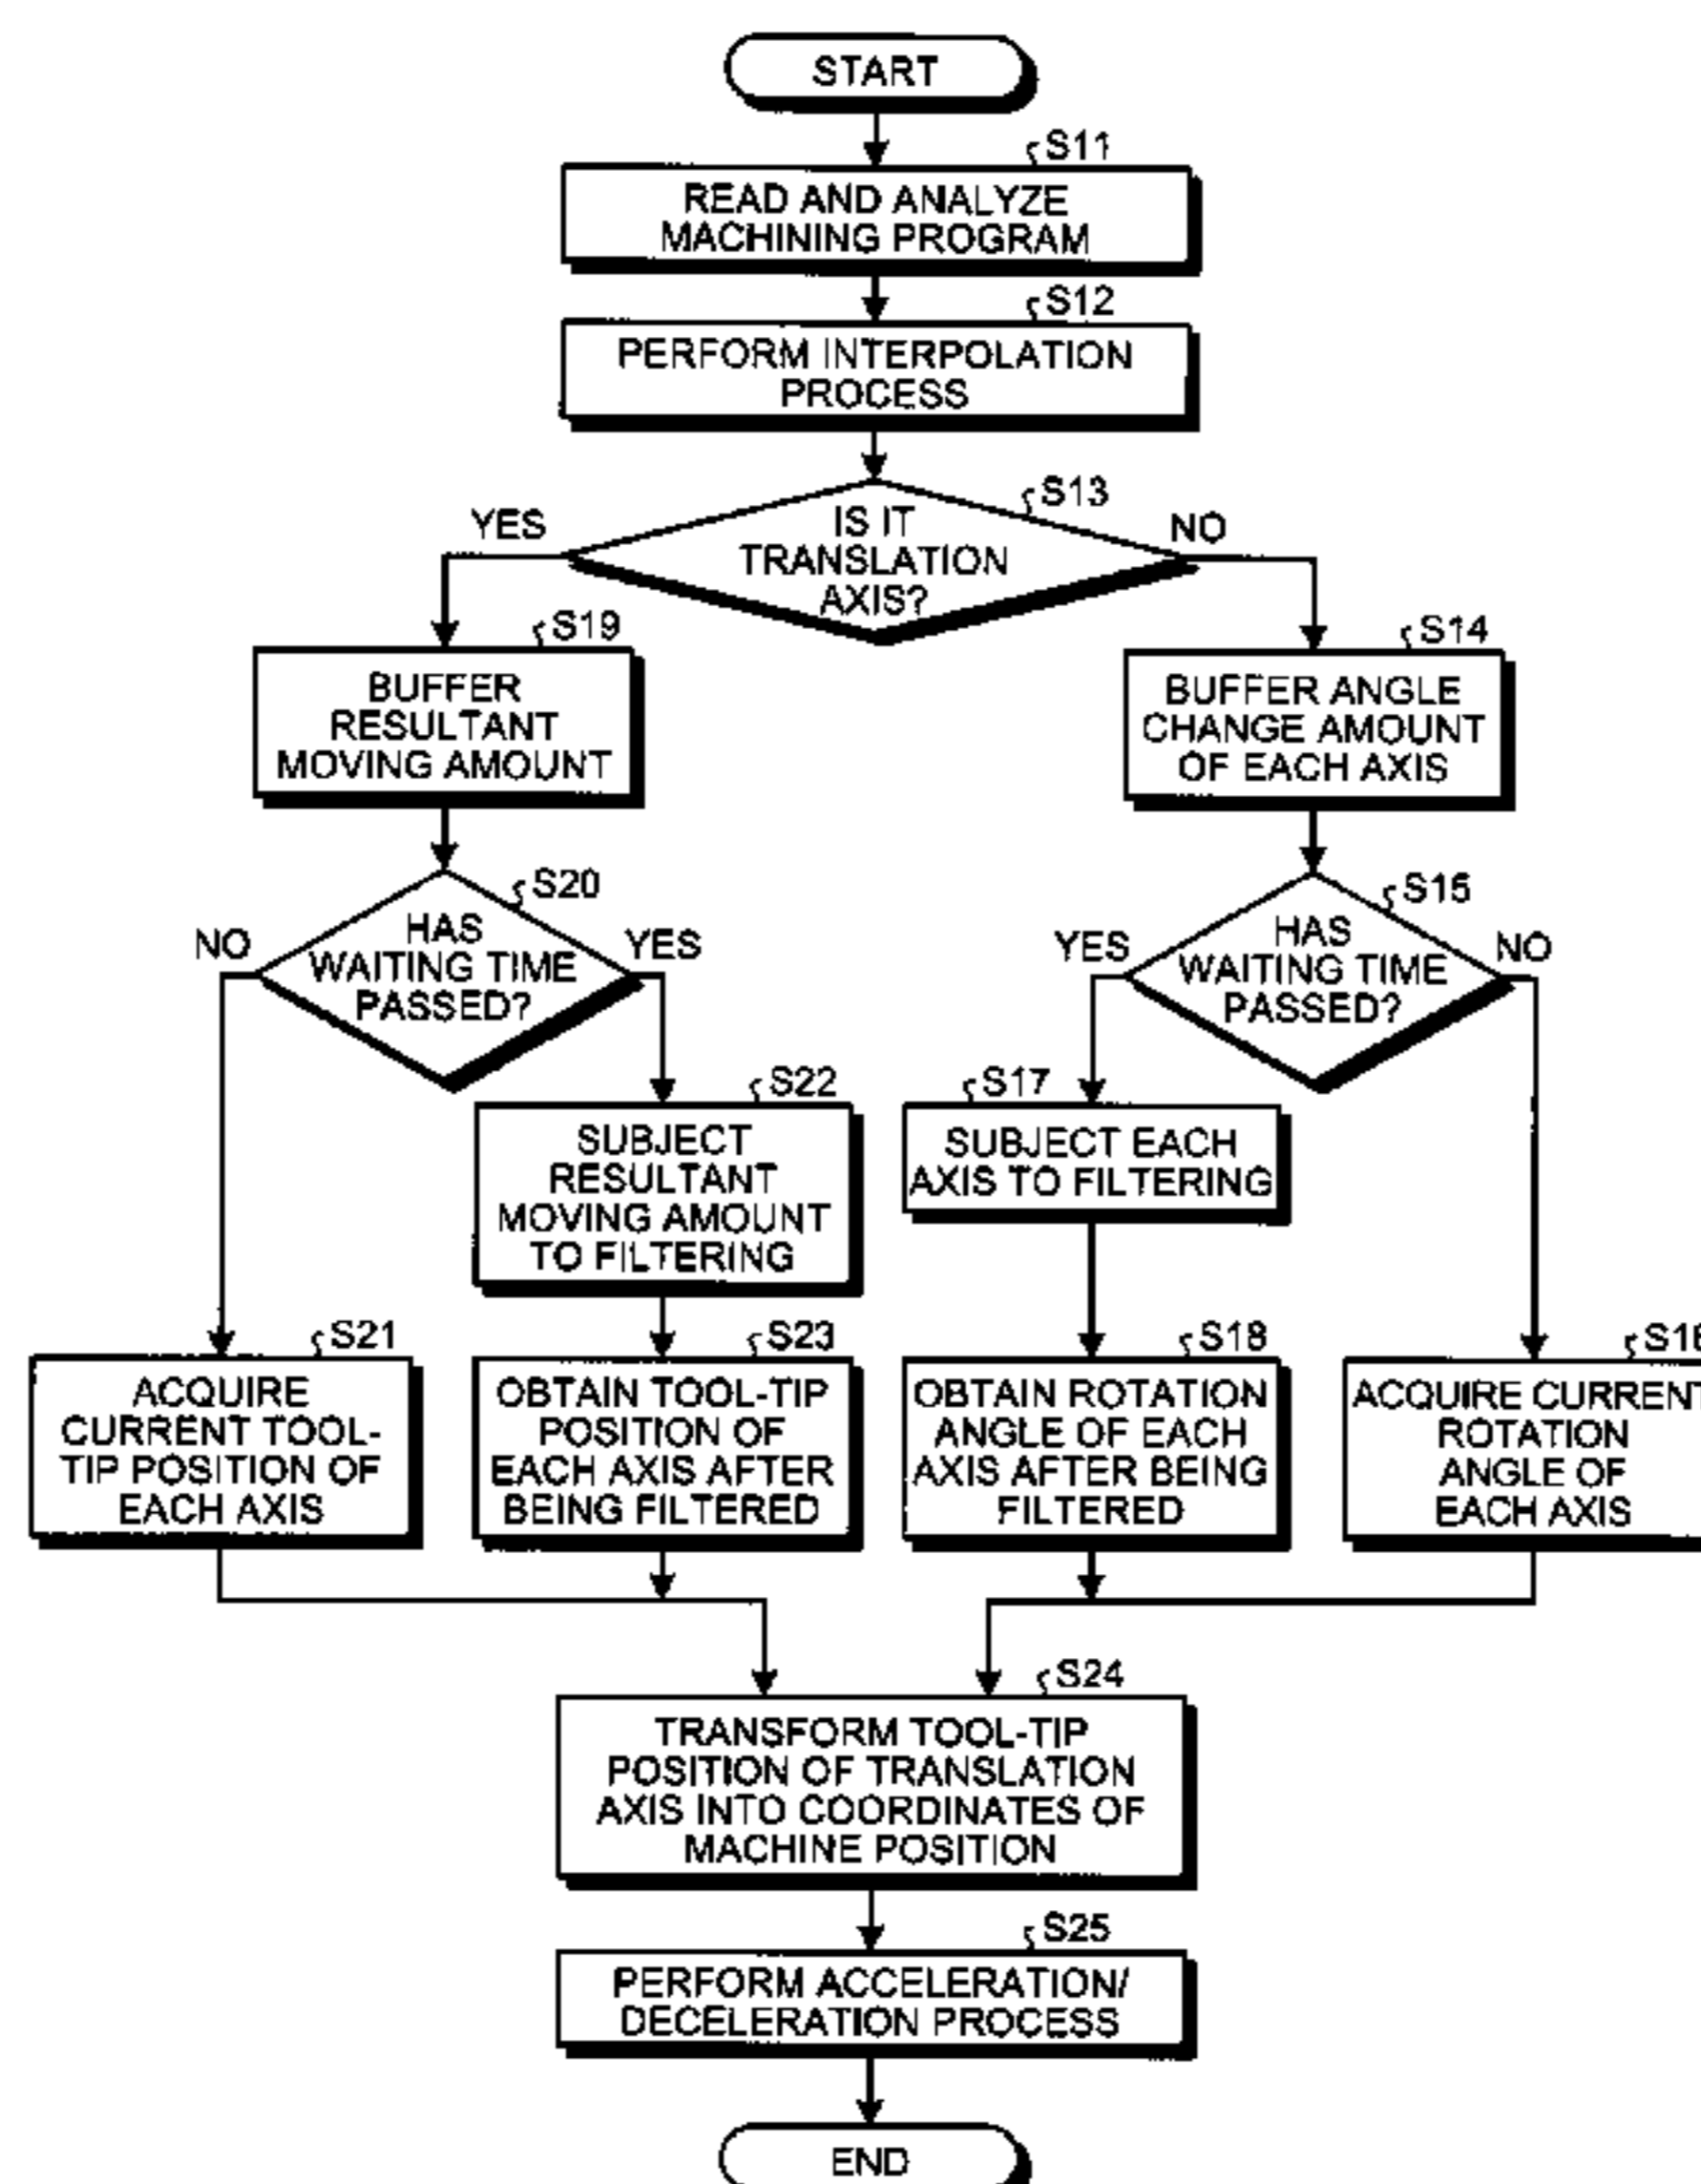 START
S11
READ AND ANALYZE
MACHINING PROGRAM
S12
PERFORM INTERPOLATION
PROCESS
S13
IS IT
TRANSLATION
AXIS?
YES
NO
S19
BUFFER
RESULTANT
MOVING AMOUNT
S14
BUFFER ANGLE
CHANGE AMOUNT
OF EACH AXIS
S20
HAS
WAITING TIME
PASSED?
NO
YES
S15
HAS
WAITING TIME
PASSED?
YES
NO
S22
SUBJECT
RESULTANT
MOVING AMOUNT
TO FILTERING
S17
SUBJECT EACH
AXIS TO FILTERING
S21
ACQUIRE
CURRENT TOOL-
TIP POSITION OF
EACH AXIS
S23
OBTAIN TOOL-TIP
POSITION OF
EACH AXIS AFTER
BEING FILTERED
S18
OBTAIN ROTATION
ANGLE OF EACH
AXIS AFTER BEING
FILTERED
S16
ACQUIRE CURRENT
ROTATION
ANGLE OF
EACH AXIS
S24
TRANSFORM TOOL-TIP
POSITION OF TRANSLATION
AXIS INTO COORDINATES OF
MACHINE POSITION
S25
PERFORM ACCELERATION/
DECELERATION PROCESS
END